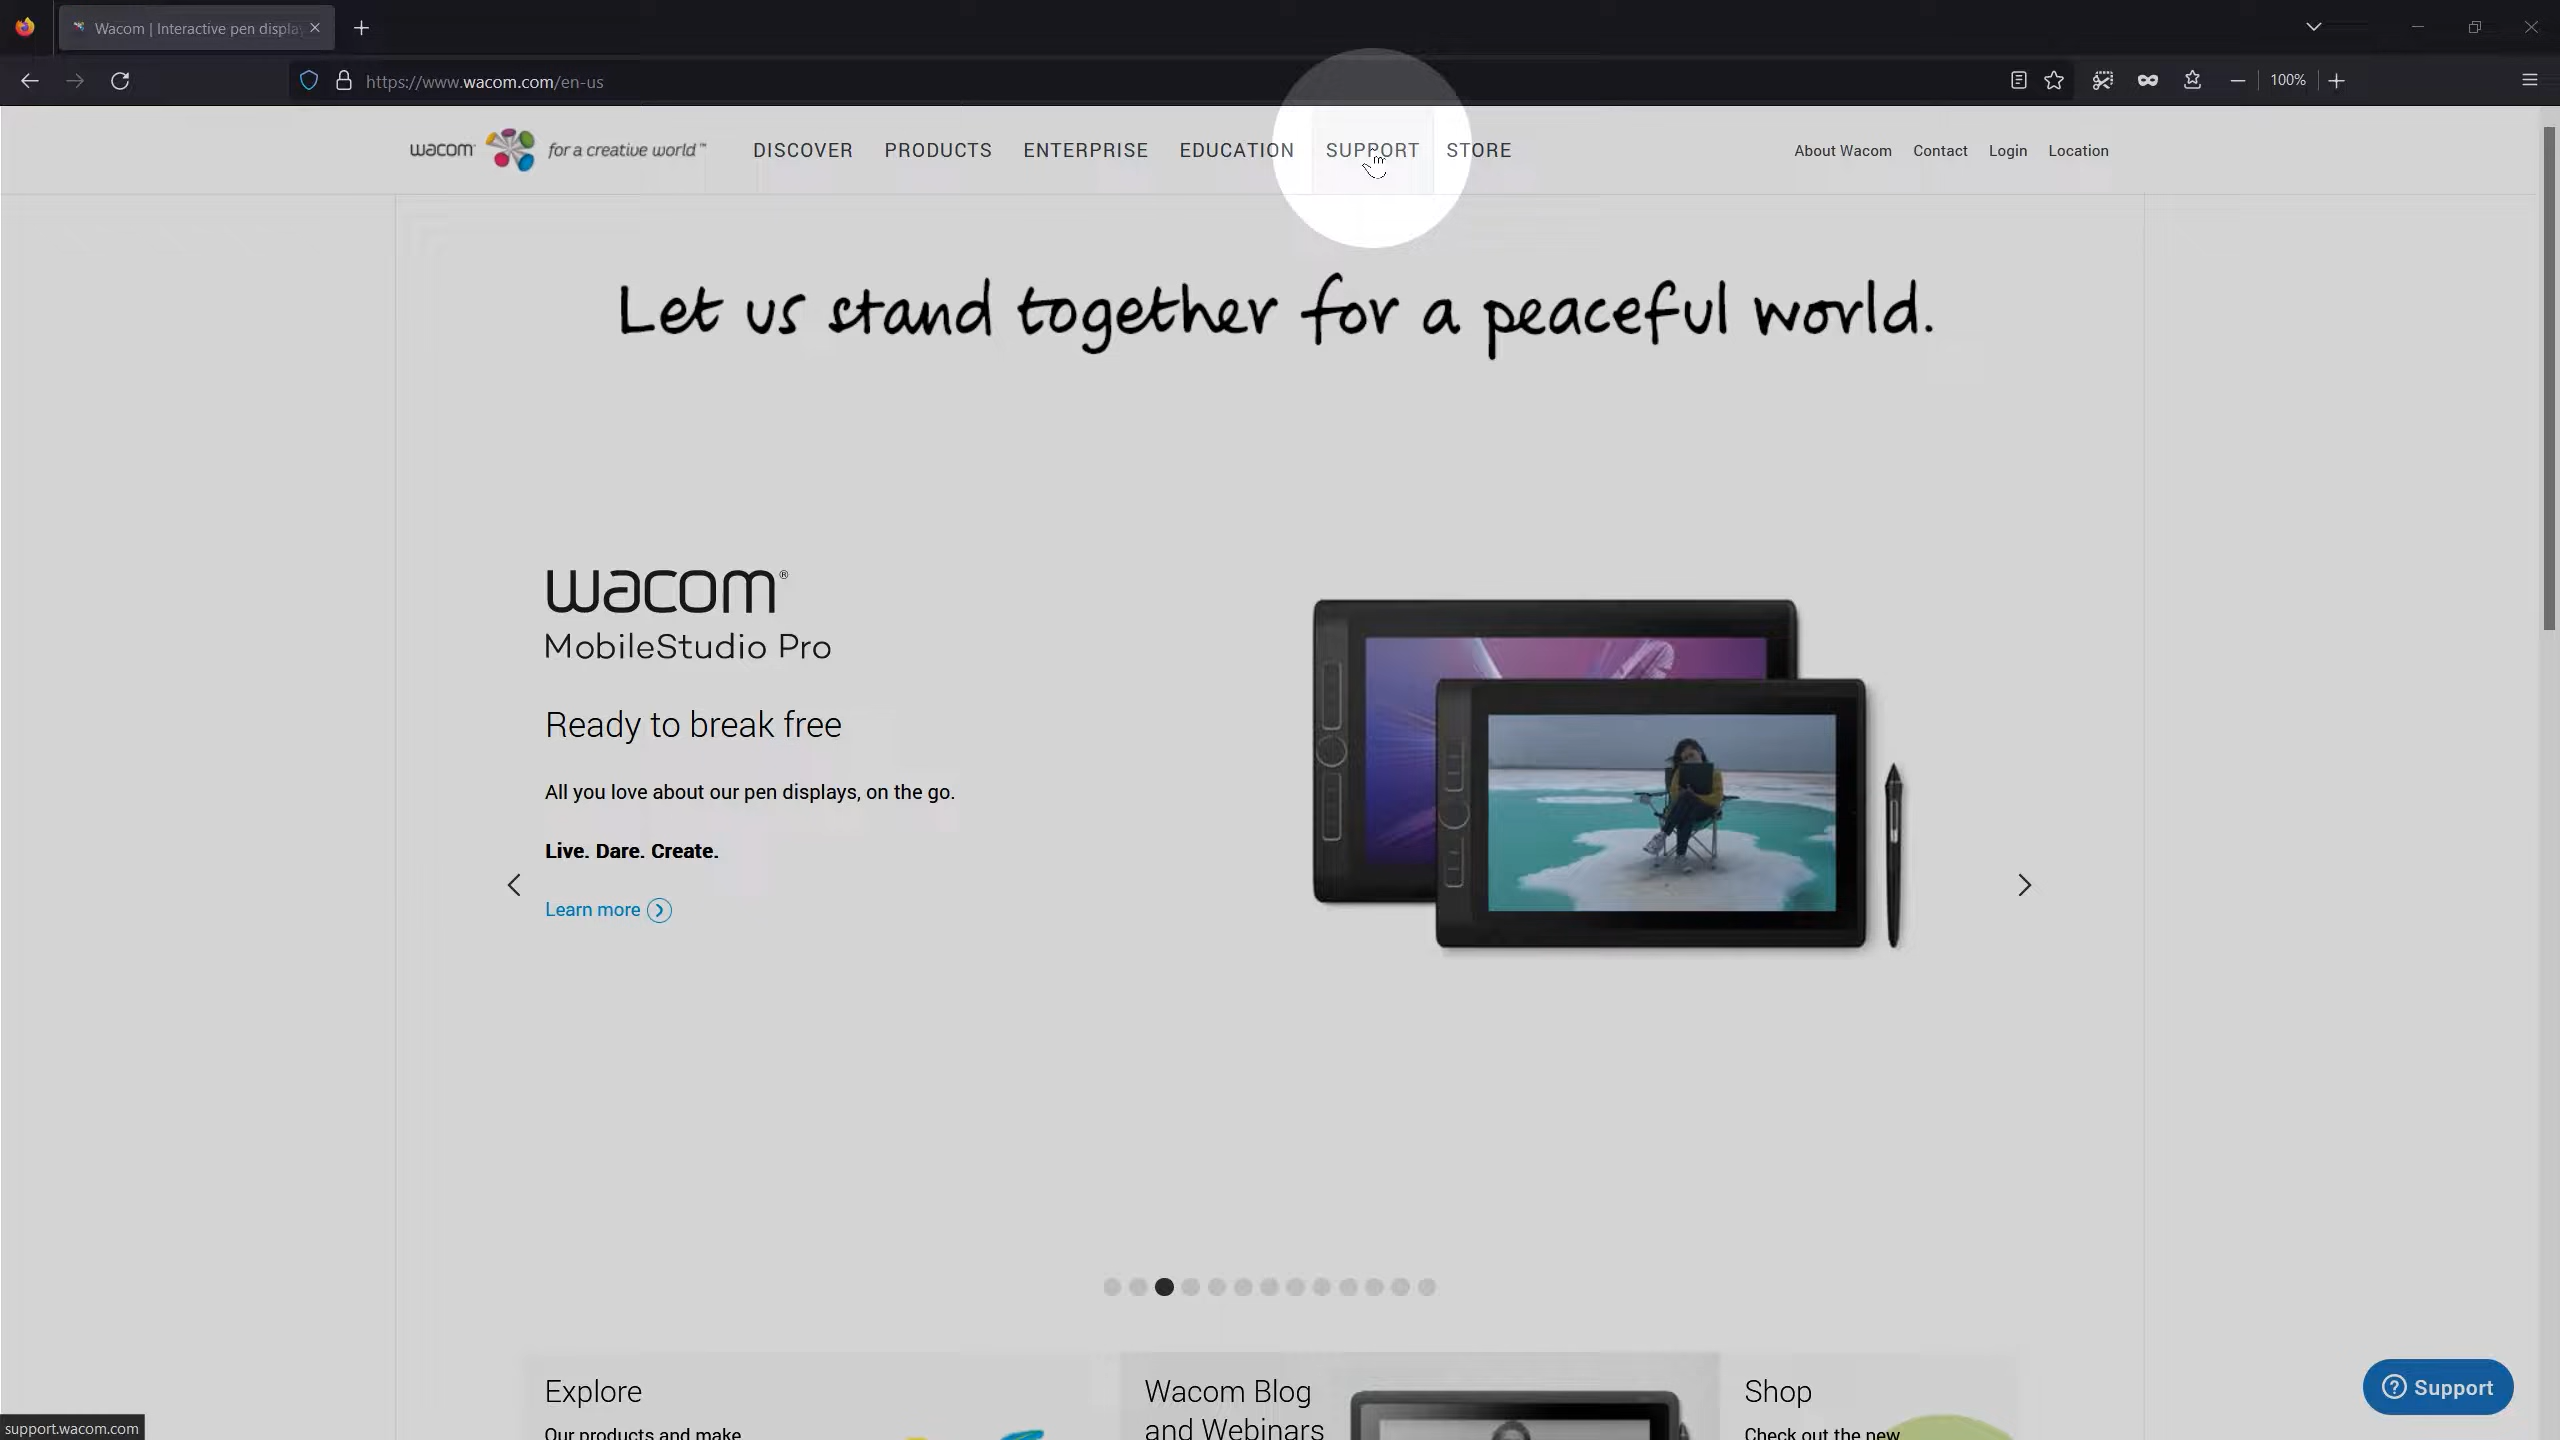 Wacom | Interactive pen displa
https://www.wacom.com/en-us
100%
wacom for a creative world™
DISCOVER PRODUCTS ENTERPRISE EDUCATION SUPPORT STORE
About Wacom Contact Login Location
Let us stand together for a peaceful world.
wacom®
MobileStudio Pro
Ready to break free
All you love about our pen displays, on the go.
Live. Dare. Create.
Learn more
Explore
Our products and make
Wacom Blog
and Webinars
Shop
Check out the new
Support
support.wacom.com